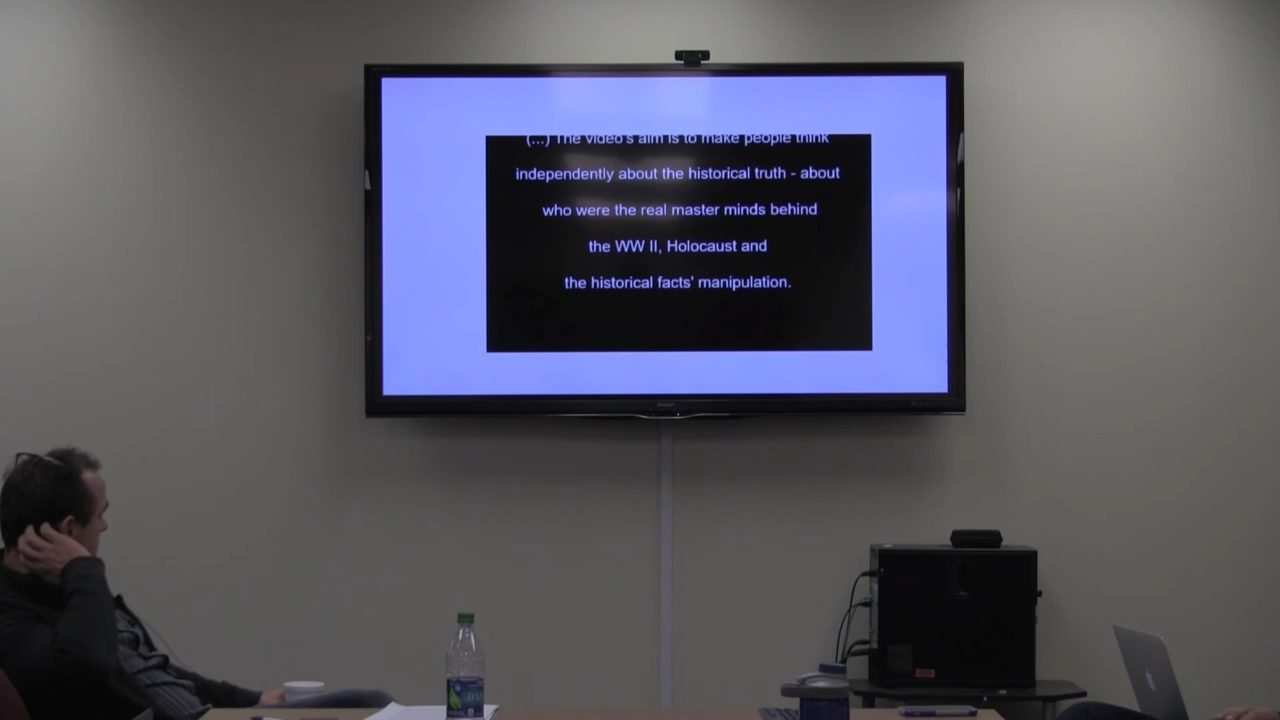 (...) The video's aim is to make people think
independently about the historical truth - about
who were the real master minds behind
the WW II, Holocaust and
the historical facts' manipulation.